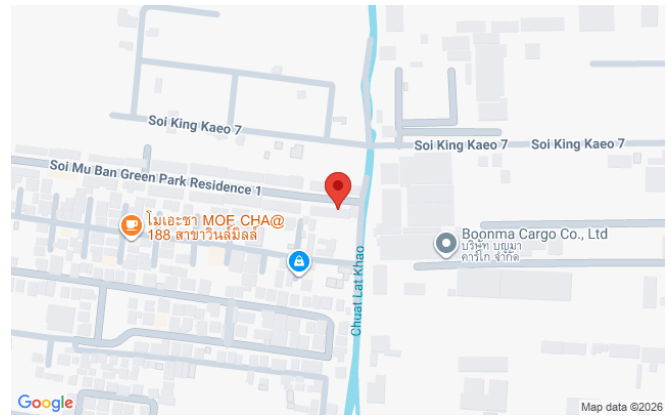 Soi King Kaeo 7
Soi King Kaeo 7
Soi King Kaeo 7
Soi Mu Ban Green Park Residence 1
โมเอะชา MOE CHA@
188 สาขาวินล์มิลล์
Boonma Cargo Co., Ltd
บริษัท บุญมา
คาร์โก้ จำกัด
Chuat Lat Khao
Google
Map data ©2026